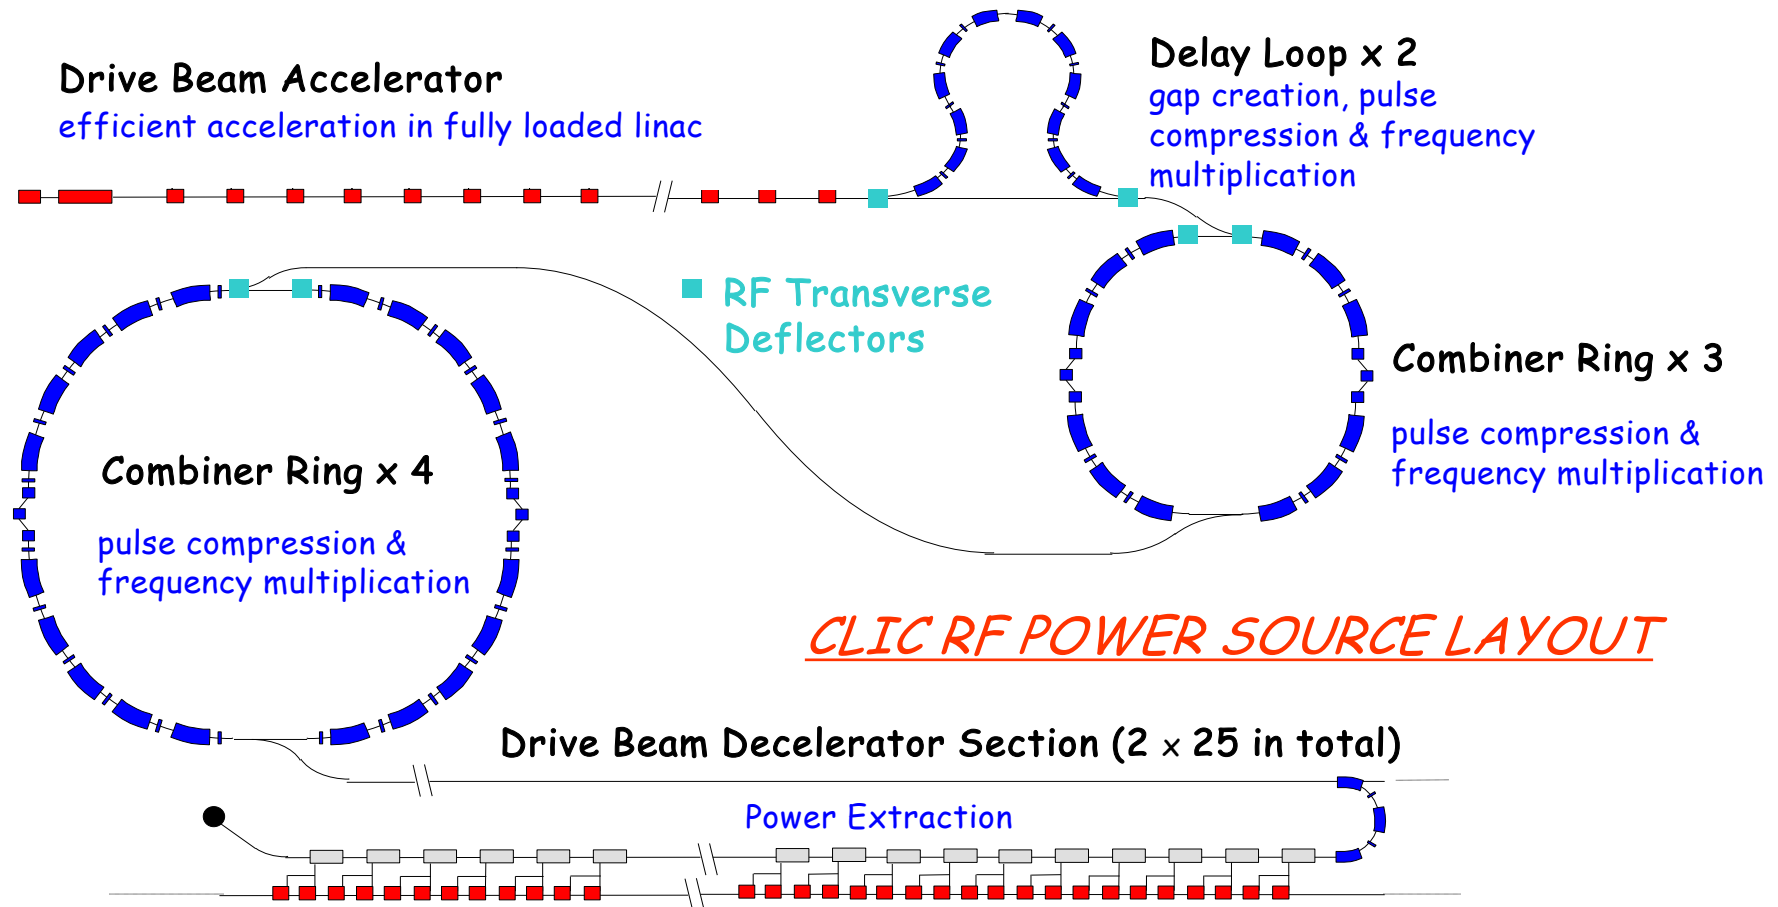 Drive Beam Accelerator
efficient acceleration in fully loaded linac
Delay Loop x 2
gap creation, pulse
compression & frequency
multiplication
RF Transverse
Deflectors
Combiner Ring x 3
pulse compression &
frequency multiplication
Combiner Ring x 4
pulse compression &
frequency multiplication
CLIC RF POWER SOURCE LAYOUT
Drive Beam Decelerator Section (2 x 25 in total)
Power Extraction